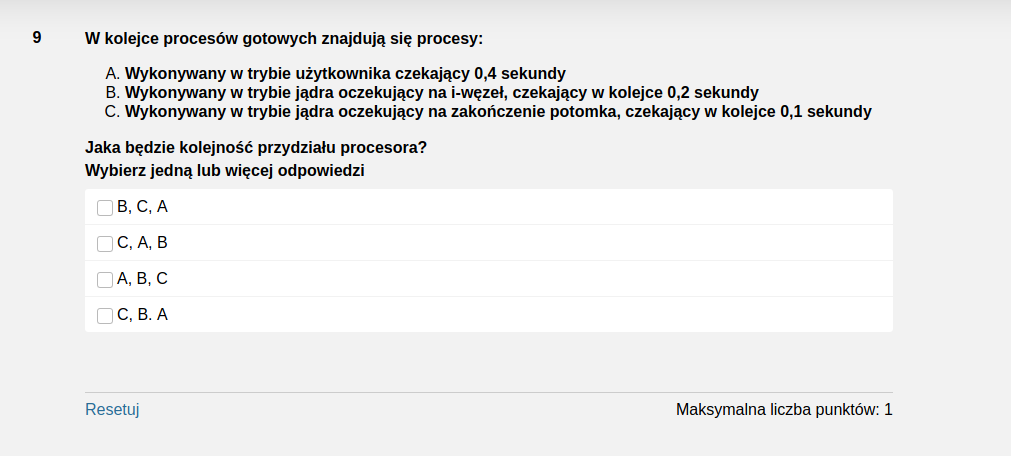 9
W kolejce procesów gotowych znajdują się procesy:
A. Wykonywany w trybie użytkownika czekający 0,4 sekundy
B. Wykonywany w trybie jądra oczekujący na i-węzeł, czekający w kolejce 0,2 sekundy
C. Wykonywany w trybie jądra oczekujący na zakończenie potomka, czekający w kolejce 0,1 sekundy
Jaka będzie kolejność przydziału procesora?
Wybierz jedną lub więcej odpowiedzi
B, C, A
C, A, B
A, B, C
C, B. A
Resetuj
Maksymalna liczba punktów: 1